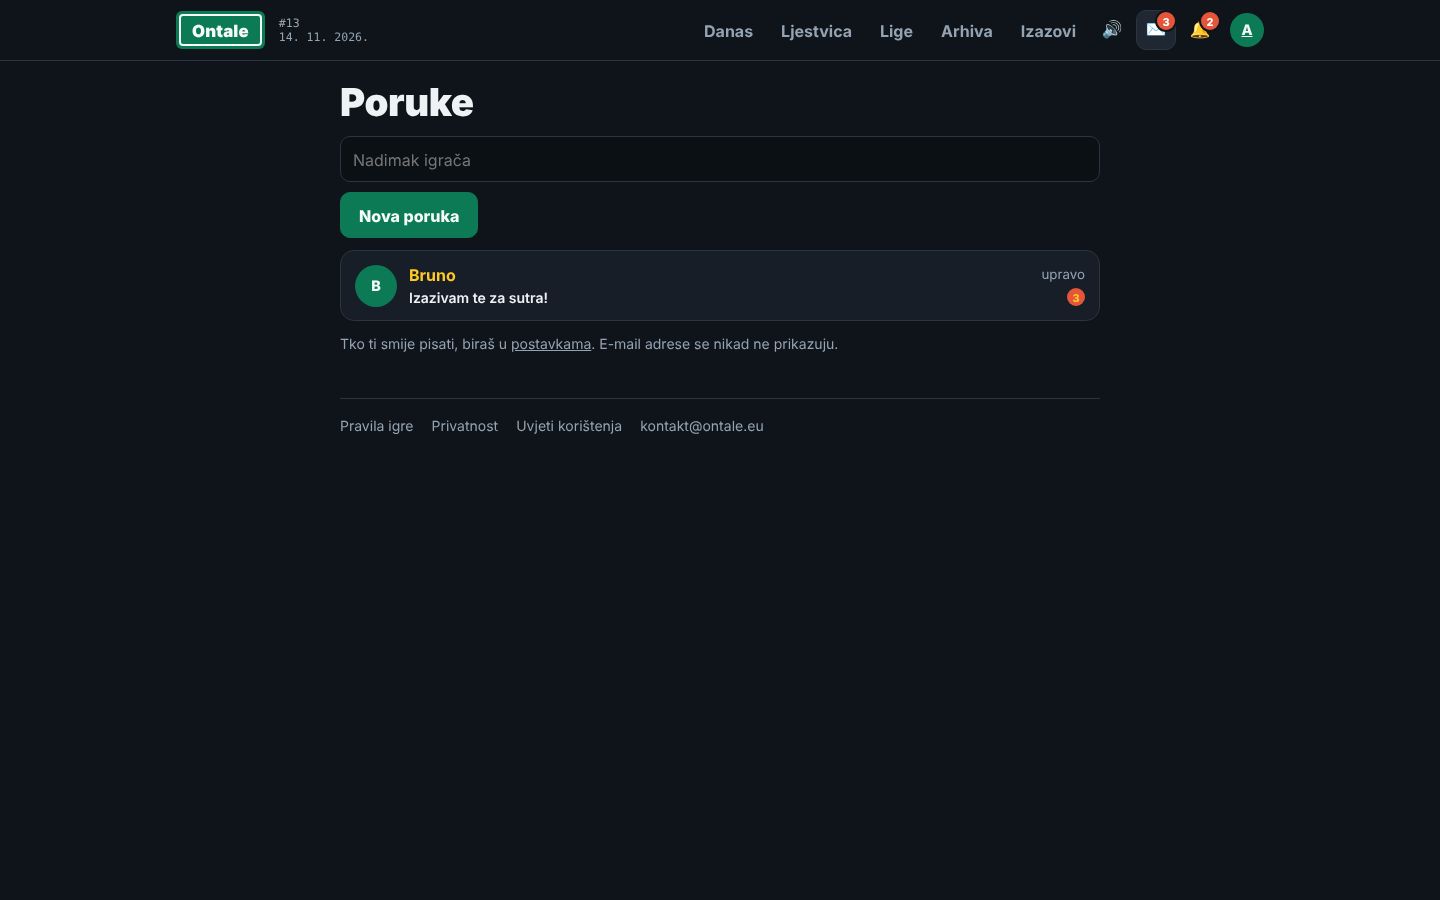 Ontale
#13
14. 11. 2026.
Danas Ljestvica Lige Arhiva Izazovi 3 2 A
Poruke
Nadimak igrača
Nova poruka
B Bruno upravo
Izazivam te za sutra! 3
Tko ti smije pisati, biraš u postavkama. E-mail adrese se nikad ne prikazuju.
Pravila igre Privatnost Uvjeti korištenja kontakt@ontale.eu